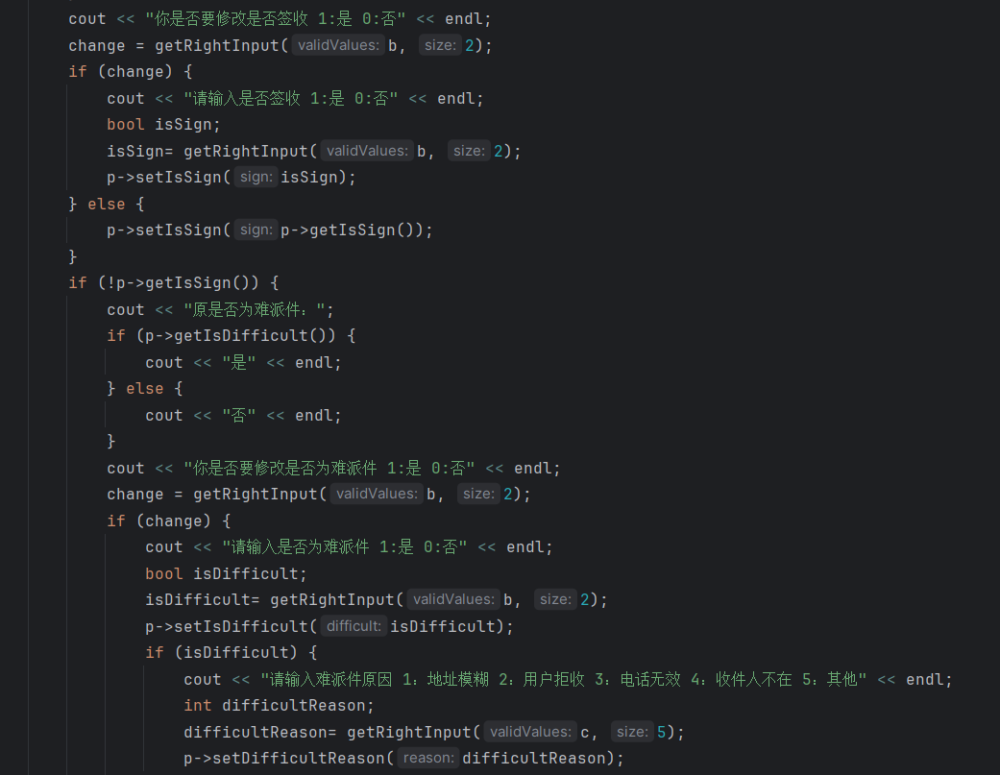 cout << "你是否要修改是否签收 1:是 0:否" << endl;
change = getRightInput( validValues: b, size: 2);
if (change) {
    cout << "请输入是否签收 1:是 0:否" << endl;
    bool isSign;
    isSign= getRightInput( validValues: b, size: 2);
    p->setIsSign( sign: isSign);
} else {
    p->setIsSign( sign: p->getIsSign());
}
if (!p->getIsSign()) {
    cout << "原是否为难派件：";
    if (p->getIsDifficult()) {
        cout << "是" << endl;
    } else {
        cout << "否" << endl;
    }
    cout << "你是否要修改是否为难派件 1:是 0:否" << endl;
    change = getRightInput( validValues: b, size: 2);
    if (change) {
        cout << "请输入是否为难派件 1:是 0:否" << endl;
        bool isDifficult;
        isDifficult= getRightInput( validValues: b, size: 2);
        p->setIsDifficult( difficult: isDifficult);
        if (isDifficult) {
            cout << "请输入难派件原因 1：地址模糊 2：用户拒收 3：电话无效 4：收件人不在 5：其他" << endl;
            int difficultReason;
            difficultReason= getRightInput( validValues: c, size: 5);
            p->setDifficultReason( reason: difficultReason);